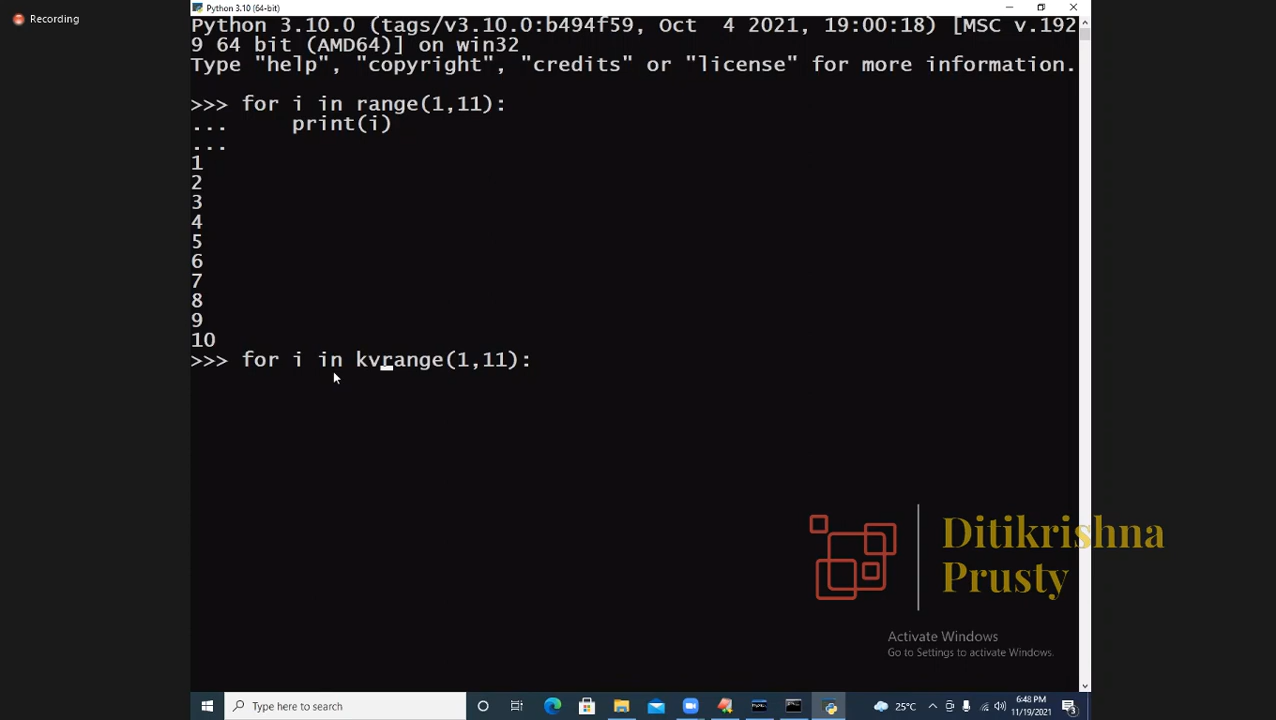 Recording
Python 3.10 (64-bit)
Python 3.10.0 (tags/v3.10.0:b494f59, Oct  4 2021, 19:00:18) [MSC v.192
9 64 bit (AMD64)] on win32
Type "help", "copyright", "credits" or "license" for more information.
>>> for i in range(1,11):
...     print(i)
...
1
2
3
4
5
6
7
8
9
10
>>> for i in kvrange(1,11):
Ditikrishna
Prusty
Activate Windows
Go to Settings to activate Windows.
Type here to search
25°C
6:48 PM
11/19/2021
3